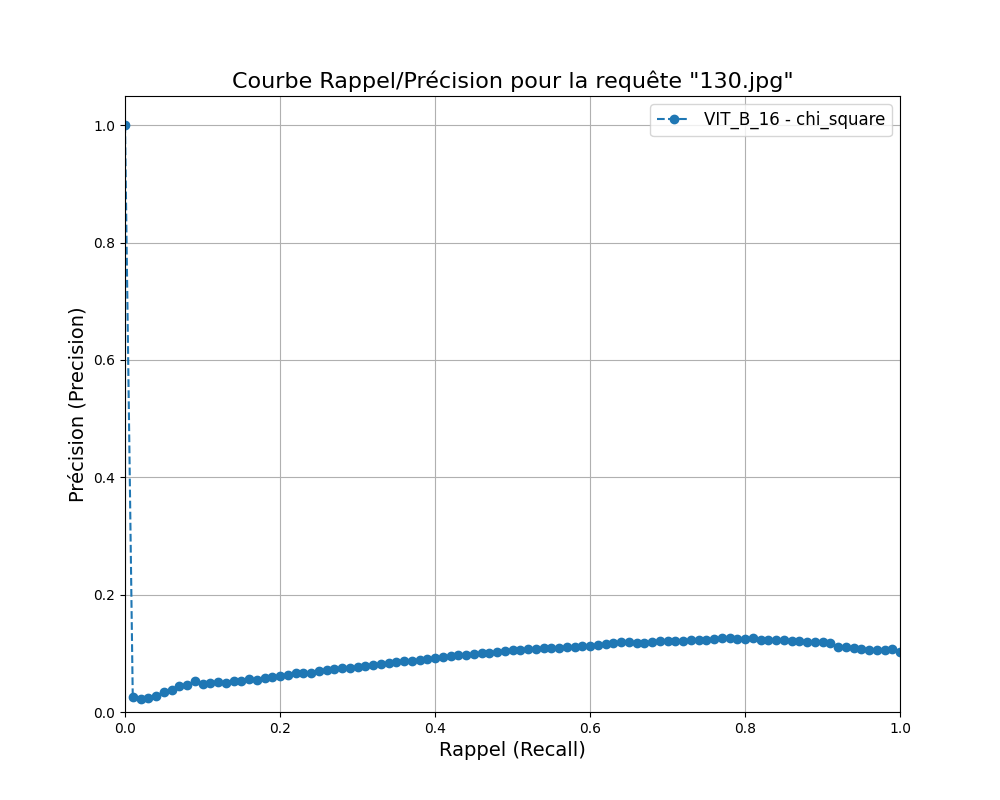 Courbe Rappel/Précision pour la requête "130.jpg"
VIT_B_16 - chi_square
1.0
0.8
0.6
0.4
0.2
0.0
Précision (Precision)
0.0 0.2 0.4 0.6 0.8 1.0
Rappel (Recall)